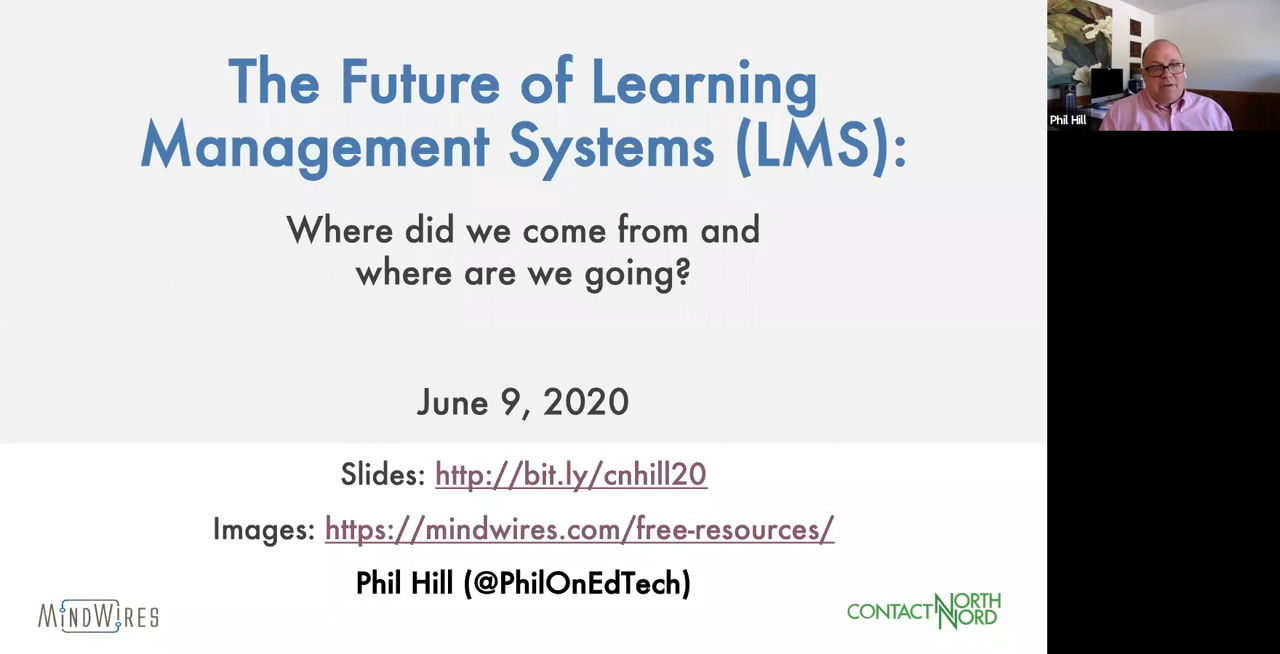 The Future of Learning
Management Systems (LMS):
Where did we come from and
where are we going?
June 9, 2020
Slides: http://bit.ly/cnhill20
Images: https://mindwires.com/free-resources/
Phil Hill (@PhilOnEdTech)
MINDWIRES
CONTACT NORTH
NORD
Phil Hill